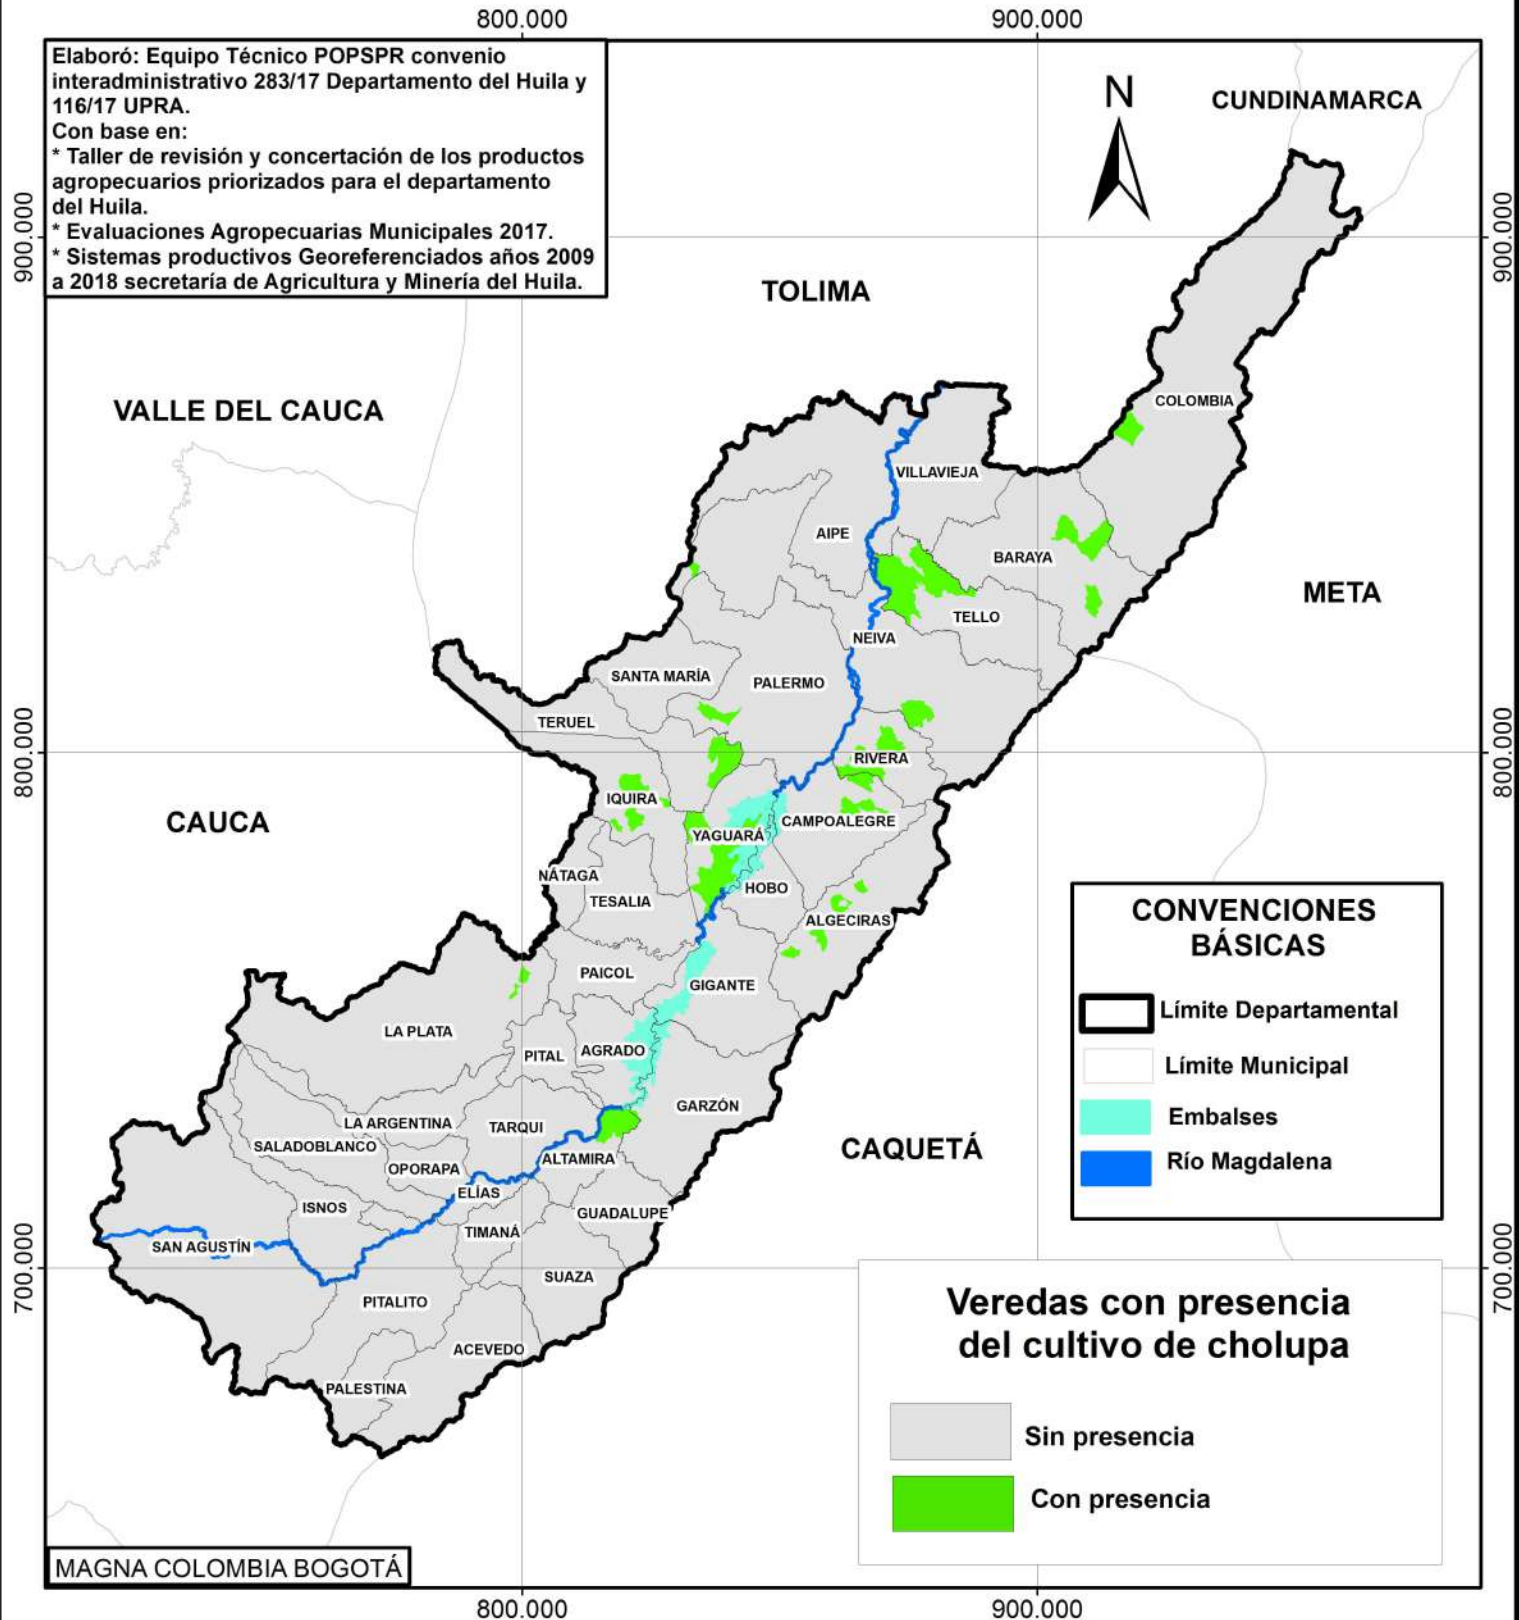 800.000
900.000
Elaboró: Equipo Técnico POPSPR convenio
interadministrativo 283/17 Departamento del Huila y
116/17 UPRA.
Con base en:
* Taller de revisión y concertación de los productos
agropecuarios priorizados para el departamento
del Huila.
* Evaluaciones Agropecuarias Municipales 2017.
* Sistemas productivos Georeferenciados años 2009
a 2018 secretaría de Agricultura y Minería del Huila.
N
CUNDINAMARCA
900.000
900.000
TOLIMA
VALLE DEL CAUCA
COLOMBIA
VILLAVIEJA
AIPE
BARAYA
META
TELLO
NEIVA
SANTA MARÍA
PALERMO
TERUEL
800.000
800.000
RIVERA
IQUIRA
CAUCA
CAMPOALEGRE
YAGUARÁ
NÁTAGA
HOBO
TESALIA
ALGECIRAS
PAICOL
GIGANTE
LA PLATA
PITAL
AGRADO
GARZÓN
LA ARGENTINA
TARQUI
SALADOBLANCO
CAQUETÁ
ALTAMIRA
OPORAPA
ELÍAS
ISNOS
GUADALUPE
TIMANÁ
SAN AGUSTÍN
SUAZA
PITALITO
ACEVEDO
PALESTINA
700.000
700.000
CONVENCIONES
BÁSICAS
Límite Departamental
Límite Municipal
Embalses
Río Magdalena
Veredas con presencia
del cultivo de cholupa
Sin presencia
Con presencia
MAGNA COLOMBIA BOGOTÁ
800.000
900.000